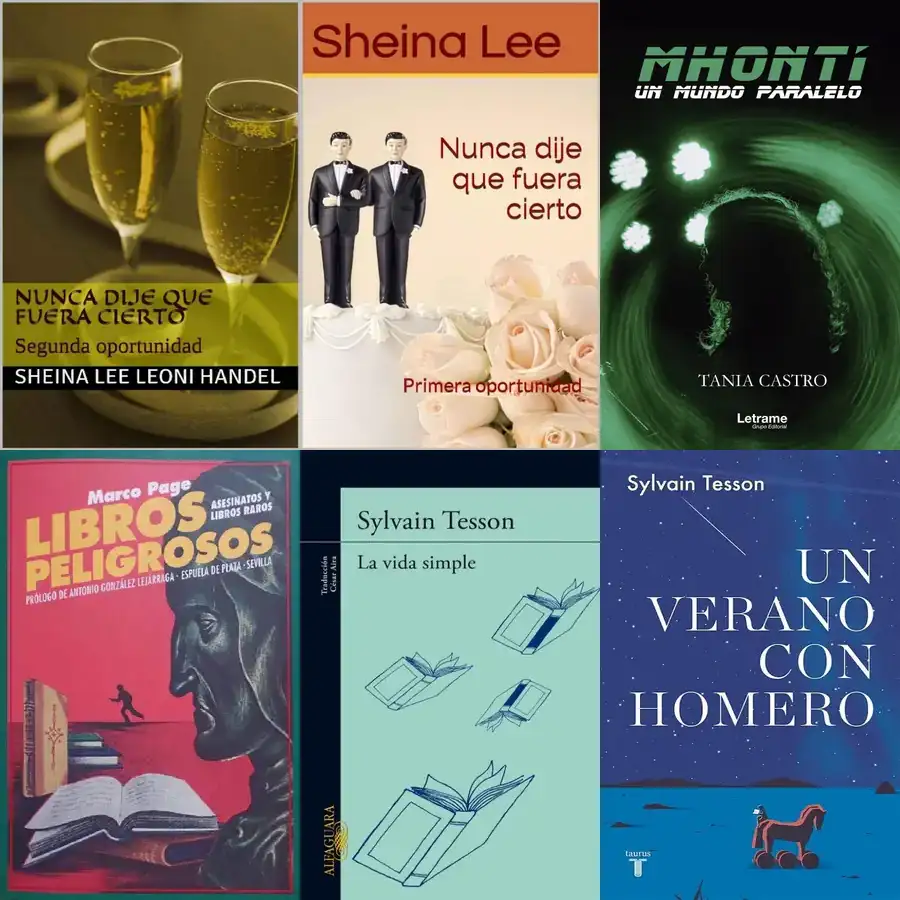 NUNCA DIJE QUE
FUERA CIERTO
Segunda oportunidad
SHEINA LEE LEONI HANDEL
Sheina Lee
Nunca dije
que fuera
cierto
Primera oportunidad
MHONTÍ
UN MUNDO PARALELO
TANIA CASTRO
Letrame
Grupo Editorial
Marco Page
LIBROS
PELIGROSOS
ASESINATOS Y
LIBROS RAROS
PRÓLOGO DE ANTONIO GONZÁLEZ LEJÁRRAGA · ESPUELA DE PLATA · SEVILLA
Sylvain Tesson
La vida simple
Traducción
César Aira
ALFAGUARA
Sylvain Tesson
UN
VERANO
CON
HOMERO
taurus
T